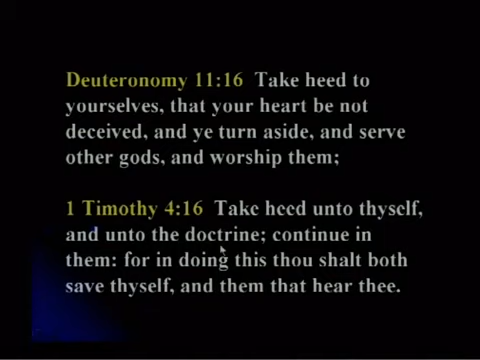 Deuteronomy 11:16 Take heed to
yourselves, that your heart be not
deceived, and ye turn aside, and serve
other gods, and worship them;
1 Timothy 4:16 Take heed unto thyself,
and unto the doctrine; continue in
them: for in doing this thou shalt both
save thyself, and them that hear thee.